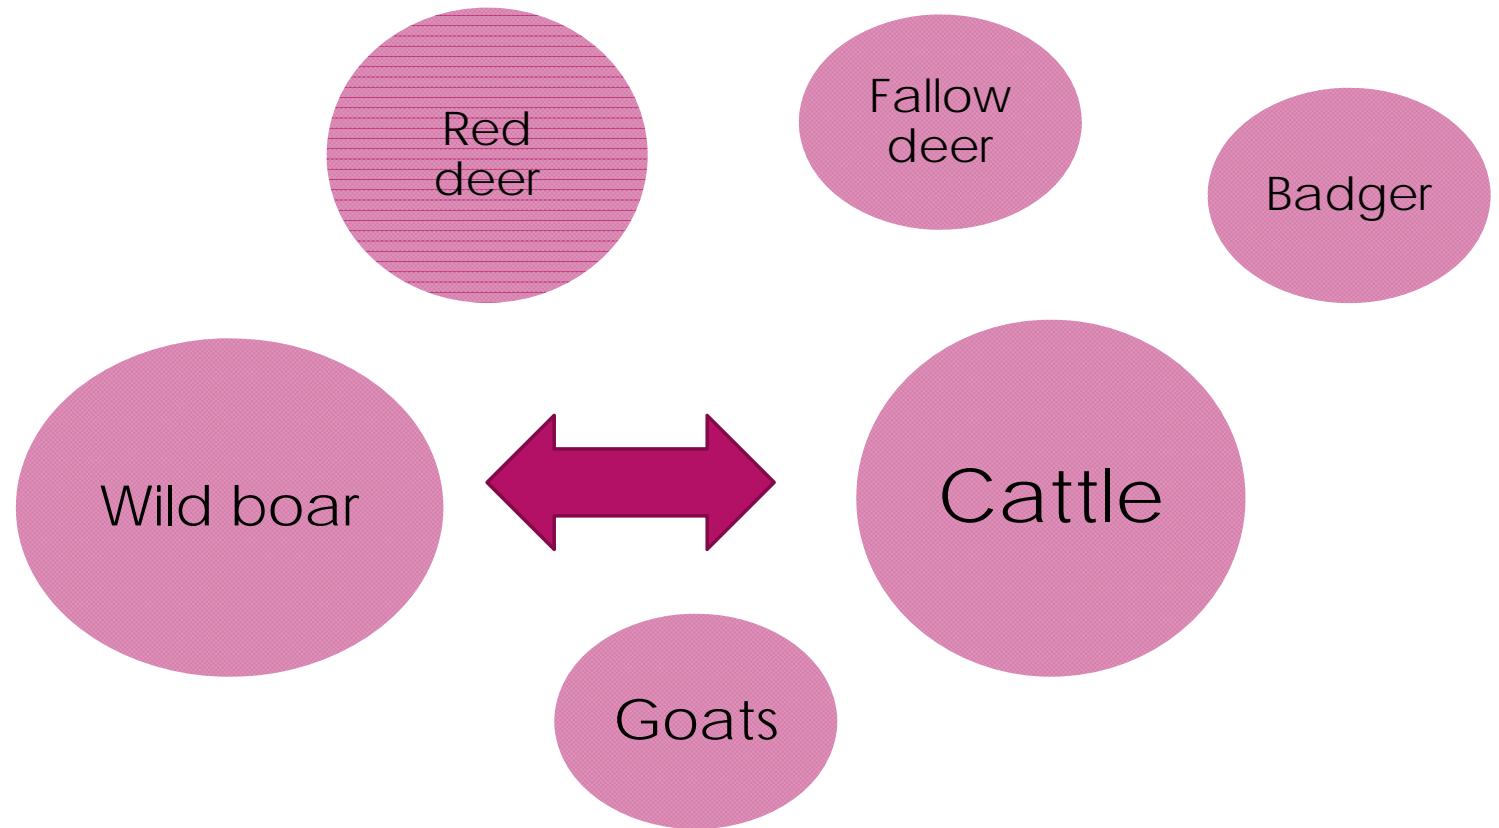 Red
deer
Fallow
deer
Badger
Wild boar
Cattle
Goats